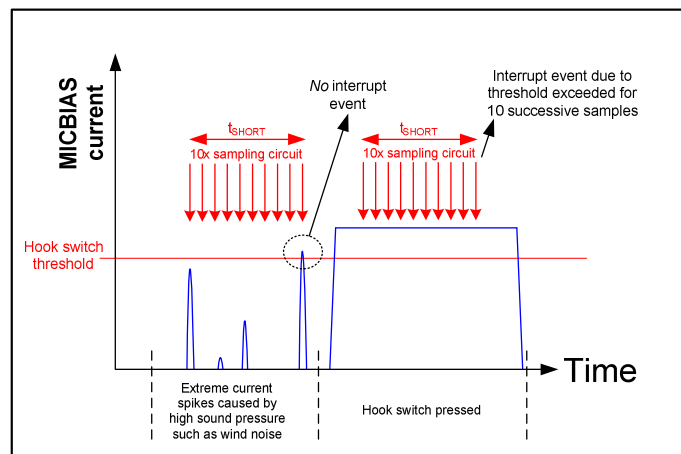 MICBIAS
current
No interrupt
event
Interrupt event due to
threshold exceeded for
10 successive samples
tSHORT
10x sampling circuit
tSHORT
10x sampling circuit
Hook switch
threshold
Time
Extreme current
spikes caused by
high sound pressure
such as wind noise
Hook switch pressed